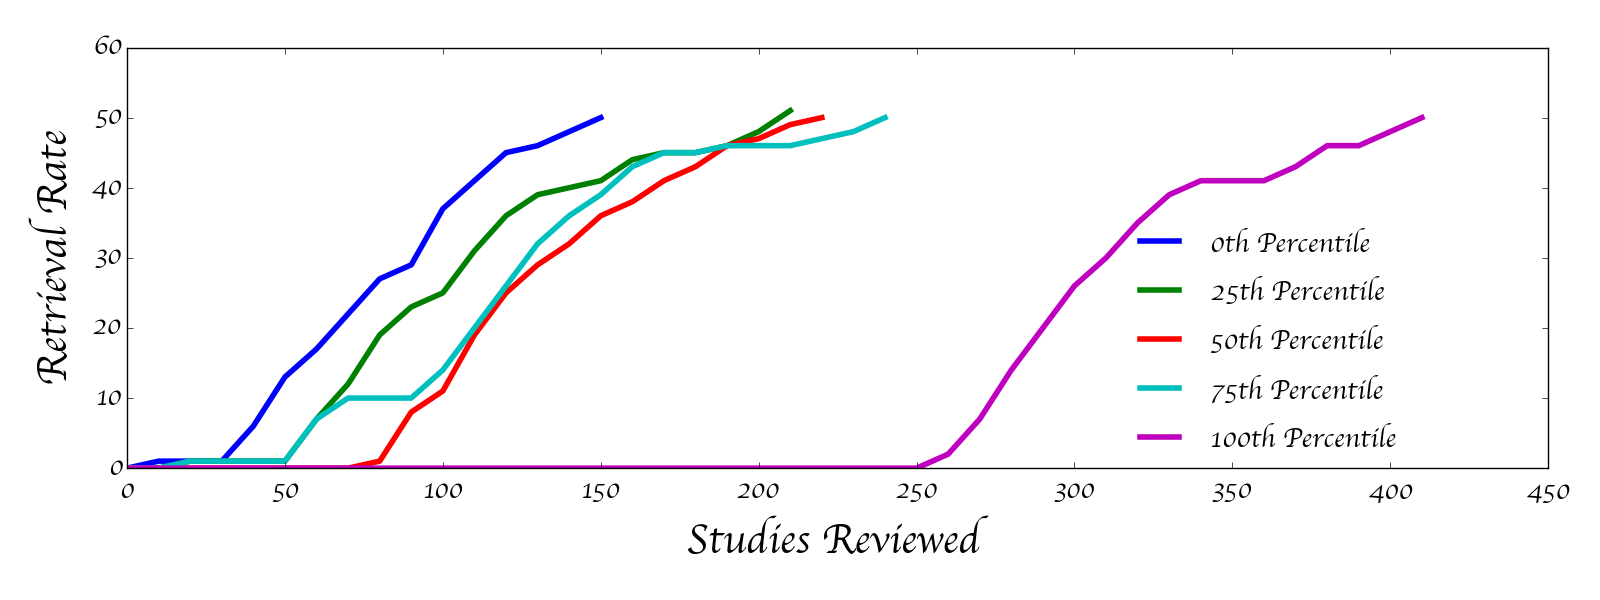 60
50
40
30
20
10
0
Retrieval Rate
0th Percentile
25th Percentile
50th Percentile
75th Percentile
100th Percentile
0 50 100 150 200 250 300 350 400 450
Studies Reviewed